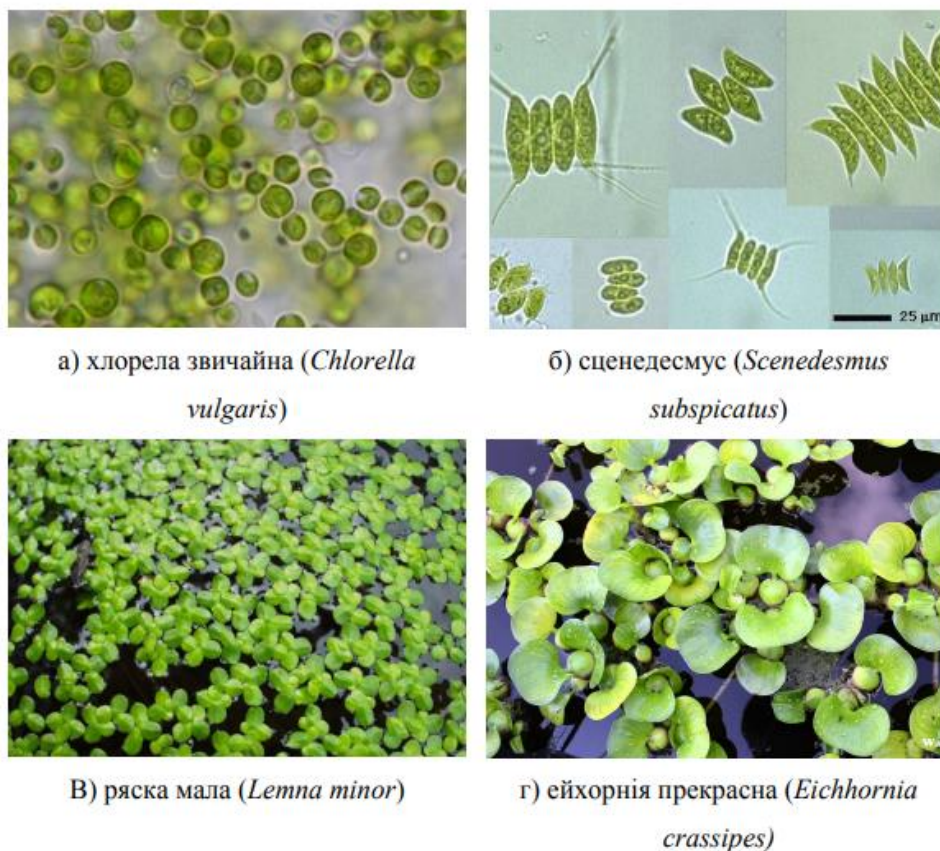 25 µm
а) хлорела звичайна (Chlorella
vulgaris)
б) сценедесмус (Scenedesmus
subspicatus)
В) ряска мала (Lemna minor)
г) ейхорнія прекрасна (Eichhornia
crassipes)